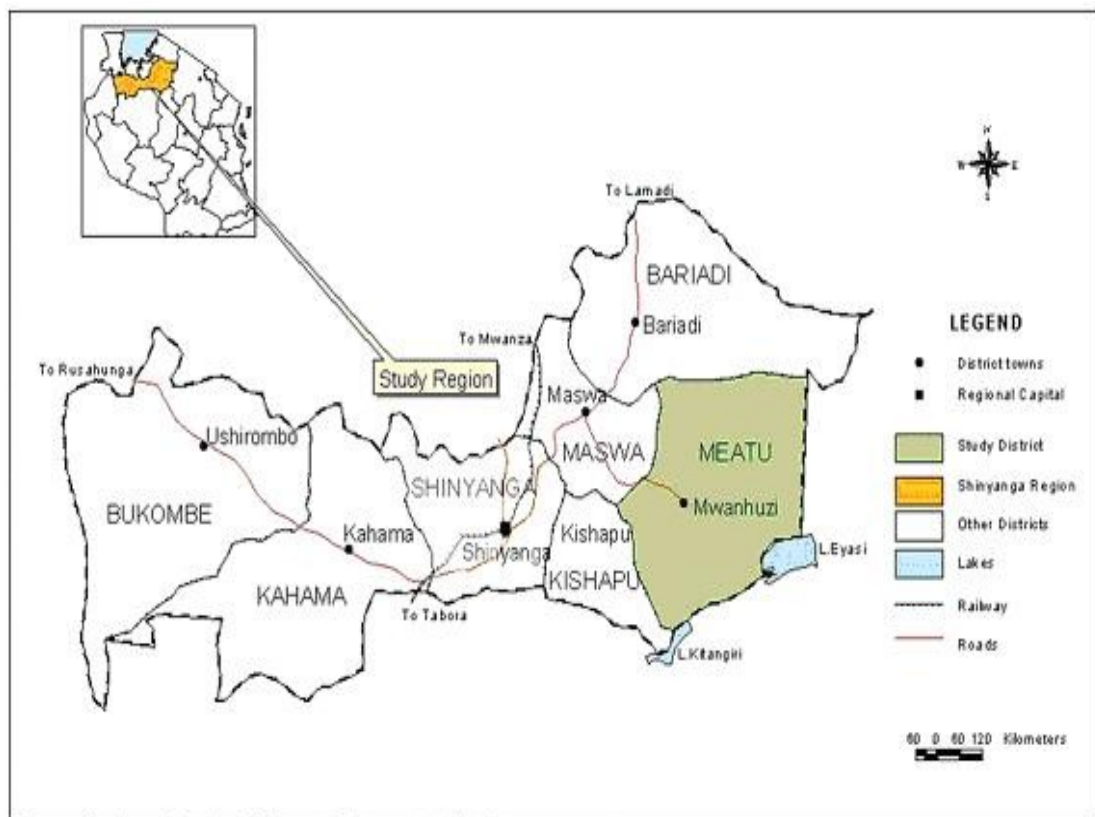 N
W E
S
To Lamadi
BARIADI
Bariadi
To Mwanza
To Rusahunga
Study Region
Maswa
MASWA
MEATU
Ushirombo
SHINYANGA
Mwanhuzi
BUKOMBE
Kahama
Shinyanga
Kishapu
L.Eyasi
KAHAMA
KISHAPU
To Tabora
L.Kitangiri
LEGEND
District towns
Regional Capital
Study District
Shinyanga Region
Other Districts
Lakes
Railway
Roads
60 0 60 120 Kilometers